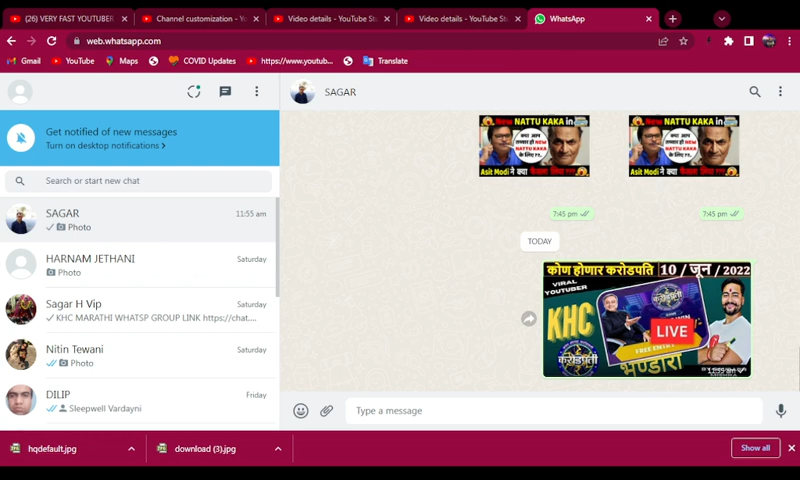 (26) VERY FAST YOUTUBER
Channel customization - Yo
Video details - YouTube Stu
Video details - YouTube Stu
WhatsApp
web.whatsapp.com
Gmail
YouTube
Maps
COVID Updates
https://www.youtub...
Translate
Get notified of new messages
Turn on desktop notifications >
Search or start new chat
SAGAR
11:55 am
Photo
HARNAM JETHANI
Saturday
Photo
Sagar H Vip
Saturday
KHC MARATHI WHATSP GROUP LINK https://chat....
Nitin Tewani
Saturday
Photo
DILIP
Friday
Sleepwell Vardayni
SAGAR
New NATTU KAKA in
क्या आप
NATTU KAKA
के लिए ??
Asit Modi ने क्या फैसला लिया ???
7:45 pm
New NATTU KAKA in
क्या आप
NATTU KAKA
के लिए ??
Asit Modi ने क्या फैसला लिया ???
7:45 pm
TODAY
कोण होणार करोडपति 10/जून/2022
VIRAL
YOUTUBER
KHC
करोडपती
LIVE
FREE ENTRY
भण्डारा
Type a message
hqdefault.jpg
download (3).jpg
Show all